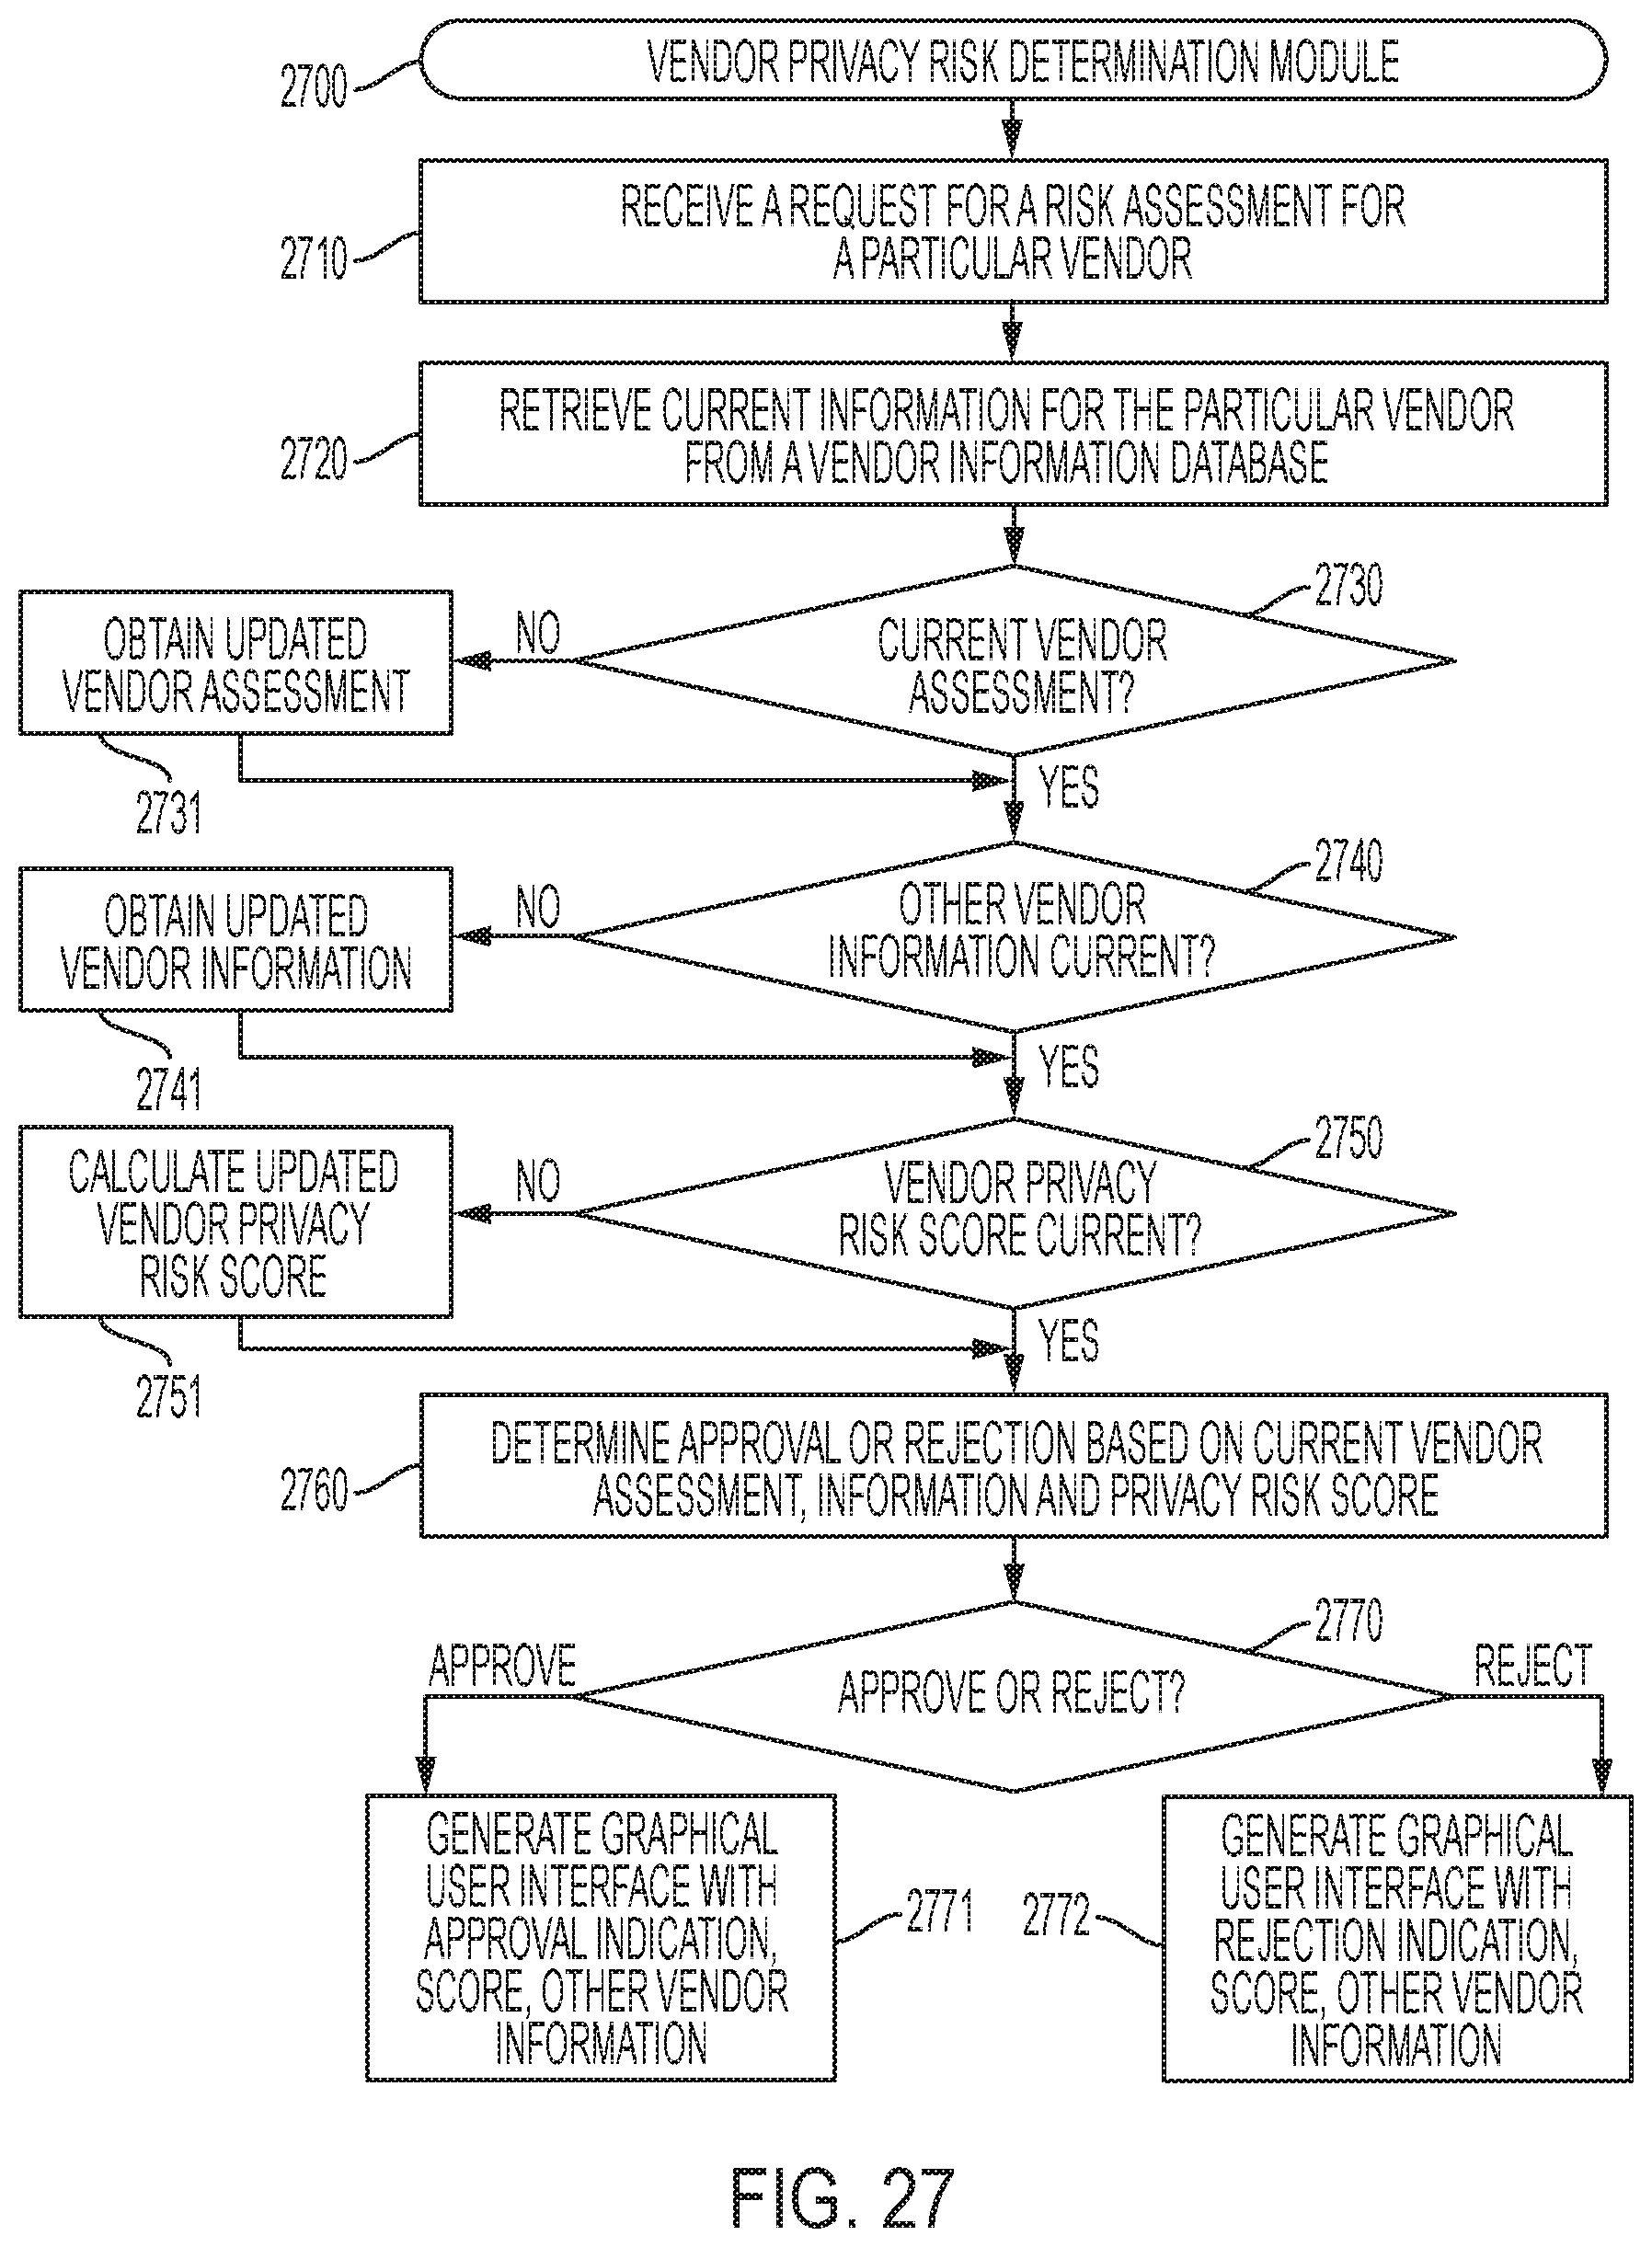 VENDOR PRIVACY RISK DETERMINATION MODULE
2700
RECEIVE A REQUEST FOR A RISK ASSESSMENT FOR
A PARTICULAR VENDOR
2710
RETRIEVE CURRENT INFORMATION FOR THE PARTICULAR VENDOR
FROM A VENDOR INFORMATION DATABASE
2720
2730
CURRENT VENDOR
ASSESSMENT?
NO
OBTAIN UPDATED
VENDOR ASSESSMENT
2731
YES
2740
OTHER VENDOR
INFORMATION CURRENT?
NO
OBTAIN UPDATED
VENDOR INFORMATION
2741
YES
2750
VENDOR PRIVACY
RISK SCORE CURRENT?
NO
CALCULATE UPDATED
VENDOR PRIVACY
RISK SCORE
2751
YES
DETERMINE APPROVAL OR REJECTION BASED ON CURRENT VENDOR
ASSESSMENT, INFORMATION AND PRIVACY RISK SCORE
2760
2770
APPROVE OR REJECT?
APPROVE
REJECT
GENERATE GRAPHICAL
USER INTERFACE WITH
APPROVAL INDICATION,
SCORE, OTHER VENDOR
INFORMATION
2771
2772
GENERATE GRAPHICAL
USER INTERFACE WITH
REJECTION INDICATION,
SCORE, OTHER VENDOR
INFORMATION
FIG. 27